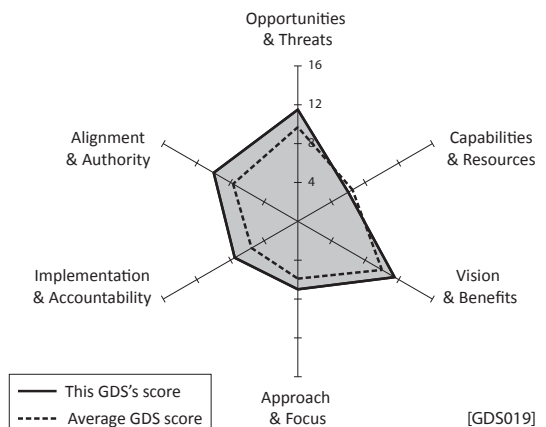 Opportunities
& Threats
16
12
8
4
Alignment
& Authority
Capabilities
& Resources
Implementation
& Accountability
Vision
& Benefits
Approach
& Focus
This GDS's score
Average GDS score
[GDS019]